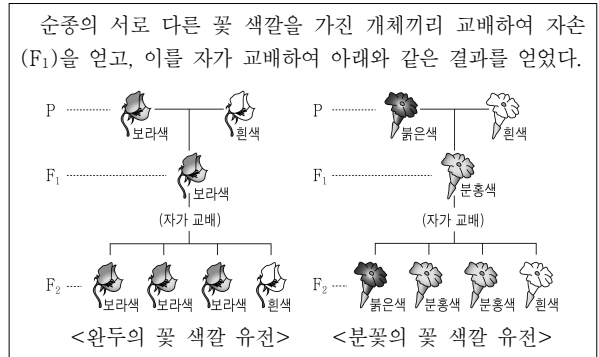 순종의 서로 다른 꽃 색깔을 가진 개체끼리 교배하여 자손
(F₁)을 얻고, 이를 자가 교배하여 아래와 같은 결과를 얻었다.
P 보라색 흰색
F₁ 보라색
(자가 교배)
F₂ 보라색 보라색 보라색 흰색
<완두의 꽃 색깔 유전>
P 붉은색 흰색
F₁ 분홍색
(자가 교배)
F₂ 붉은색 분홍색 분홍색 흰색
<분꽃의 꽃 색깔 유전>